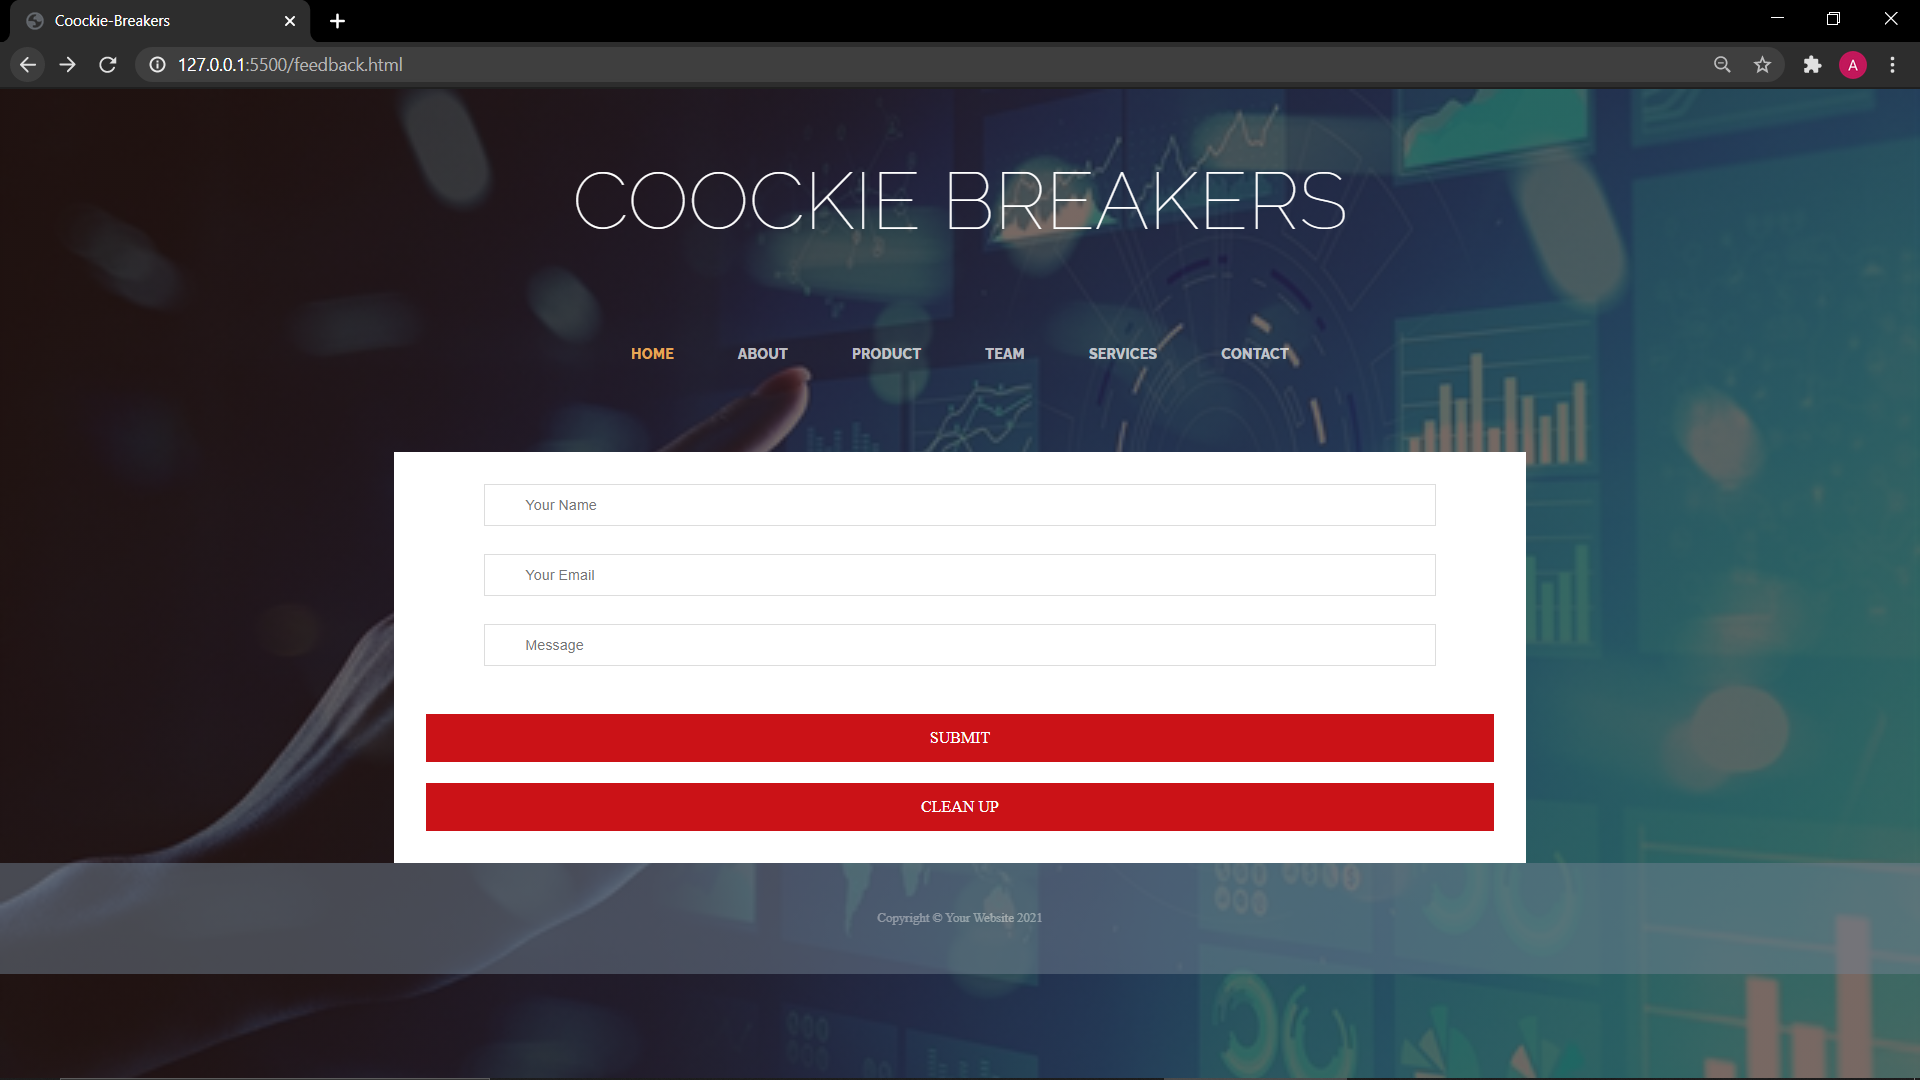 Coockie-Breakers
127.0.0.1:5500/feedback.html
A
COOCKIE BREAKERS
HOME ABOUT PRODUCT TEAM SERVICES CONTACT
Your Name
Your Email
Message
SUBMIT
CLEAN UP
Copyright © Your Website 2021